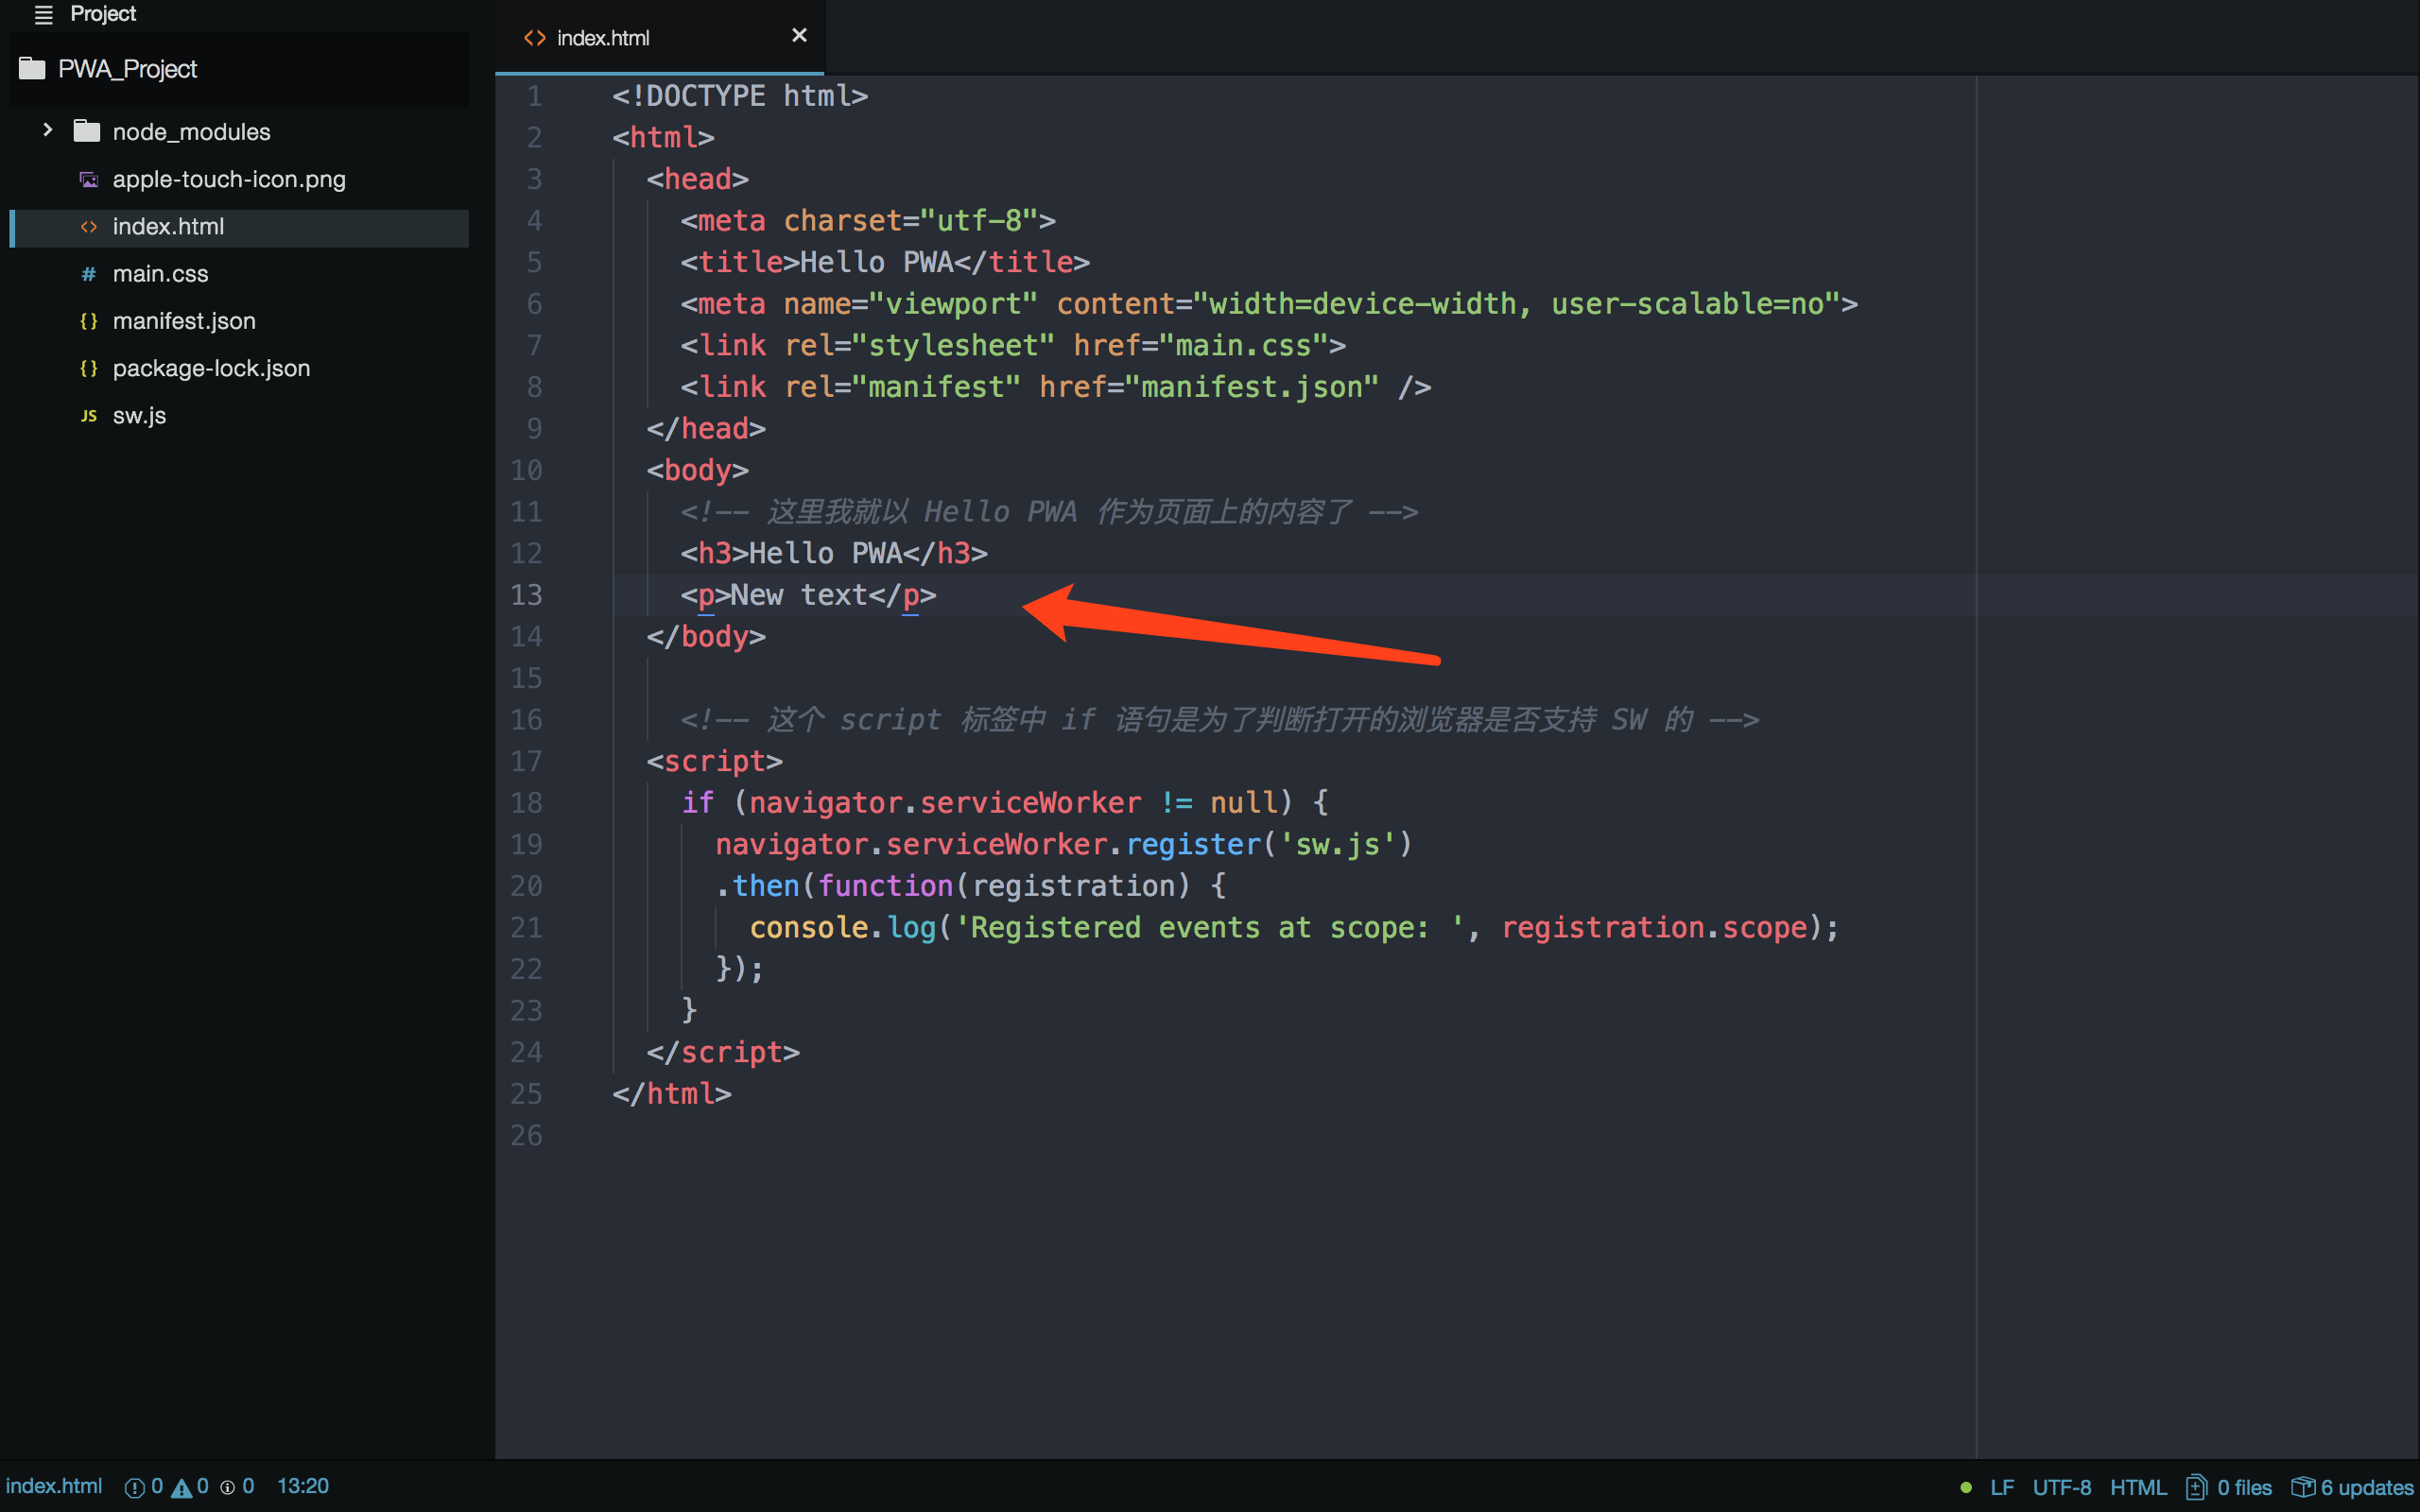 Project
PWA_Project
node_modules
apple-touch-icon.png
index.html
main.css
manifest.json
package-lock.json
JS sw.js
index.html
1 <!DOCTYPE html>
2 <html>
3 <head>
4 <meta charset="utf-8">
5 <title>Hello PWA</title>
6 <meta name="viewport" content="width=device-width, user-scalable=no">
7 <link rel="stylesheet" href="main.css">
8 <link rel="manifest" href="manifest.json" />
9 </head>
10 <body>
11 <!-- 这里我就以 Hello PWA 作为页面上的内容了 -->
12 <h3>Hello PWA</h3>
13 <p>New text</p>
14 </body>
15
16 <!-- 这个 script 标签中 if 语句是为了判断打开的浏览器是否支持 SW 的 -->
17 <script>
18 if (navigator.serviceWorker != null) {
19 navigator.serviceWorker.register('sw.js')
20 .then(function(registration) {
21 console.log('Registered events at scope: ', registration.scope);
22 });
23 }
24 </script>
25 </html>
26
index.html 0 0 0 13:20
LF UTF-8 HTML 0 files 6 updates